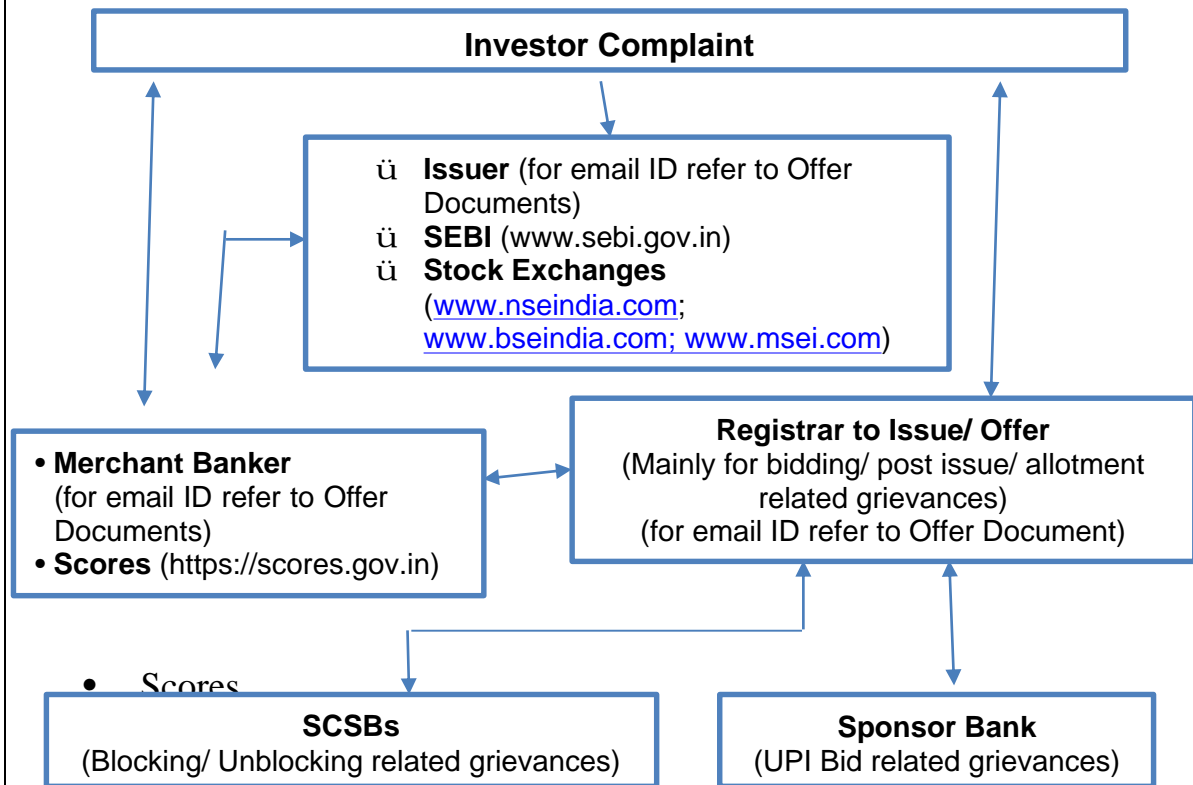 Investor Complaint
ü Issuer (for email ID refer to Offer
Documents)
ü SEBI (www.sebi.gov.in)
ü Stock Exchanges
(www.nseindia.com;
www.bseindia.com; www.msei.com)
• Merchant Banker
(for email ID refer to Offer
Documents)
• Scores (https://scores.gov.in)
Registrar to Issue/ Offer
(Mainly for bidding/ post issue/ allotment
related grievances)
(for email ID refer to Offer Document)
• Scores
SCSBs
(Blocking/ Unblocking related grievances)
Sponsor Bank
(UPI Bid related grievances)